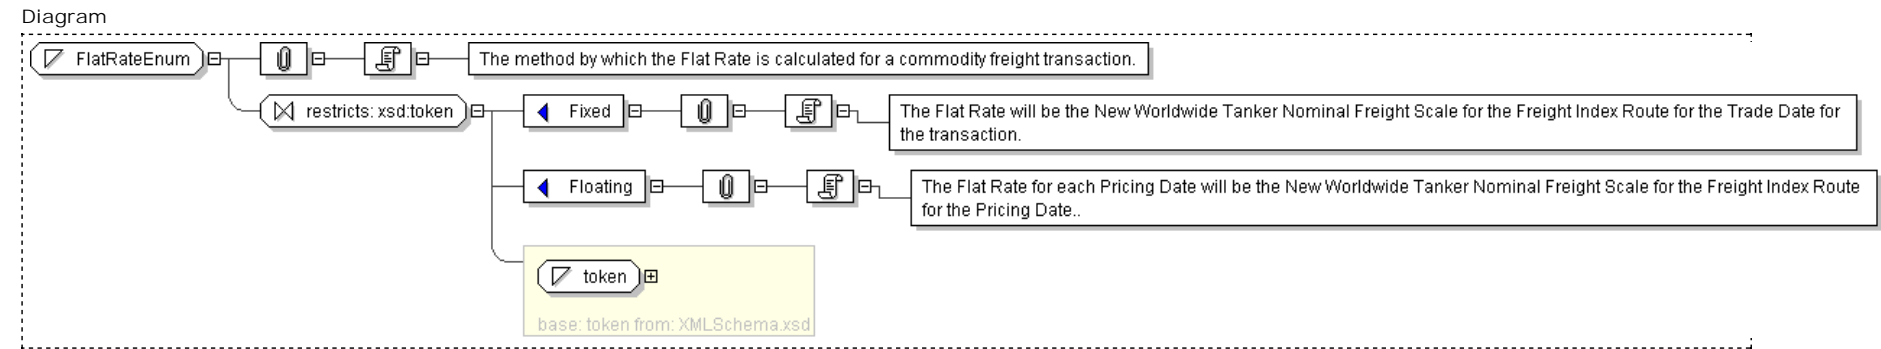 Diagram
FlatRateEnum
The method by which the Flat Rate is calculated for a commodity freight transaction.
restricts: xsd:token
Fixed
The Flat Rate will be the New Worldwide Tanker Nominal Freight Scale for the Freight Index Route for the Trade Date for
the transaction.
Floating
The Flat Rate for each Pricing Date will be the New Worldwide Tanker Nominal Freight Scale for the Freight Index Route
for the Pricing Date..
token
base: token from: XMLSchema.xsd